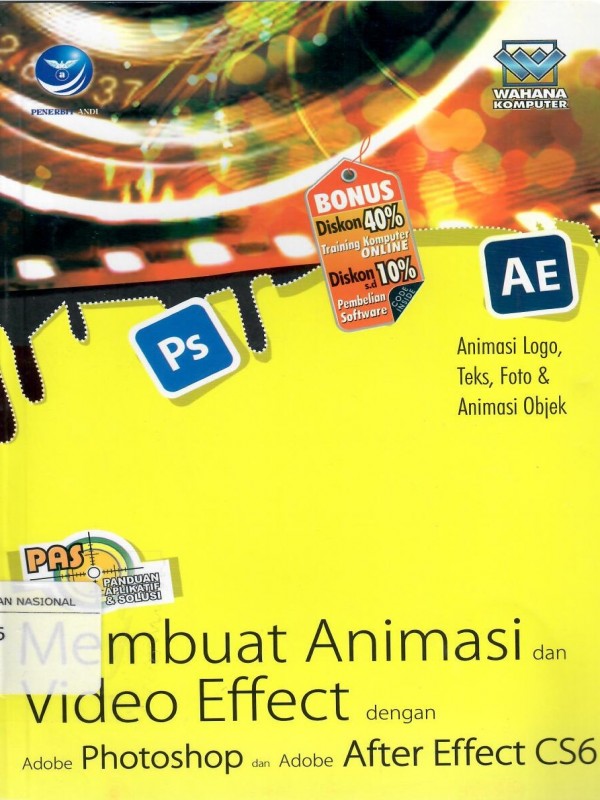 37
PENERBIT ANDI
WAHANA
KOMPUTER
BONUS
Diskon 40%
Training Komputer
ONLINE
Diskon s.d 10%
Pembelian
Software
CODE
INSIDE
AE
Ps
Animasi Logo,
Teks, Foto &
Animasi Objek
PAS
PANDUAN
APLIKATIF
& SOLUSI
AN NASIONAL
Membuat Animasi dan
Video Effect dengan
Adobe Photoshop dan Adobe After Effect CS6